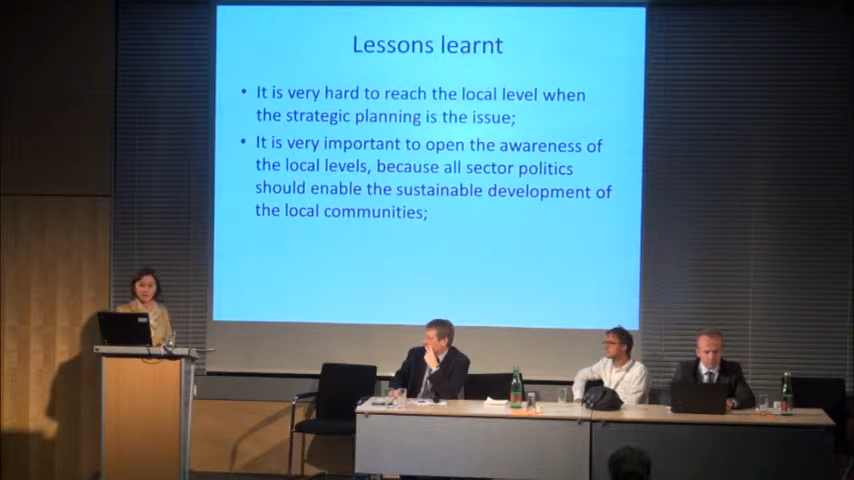 Lessons learnt
• It is very hard to reach the local level when
the strategic planning is the issue;
• It is very important to open the awareness of
the local levels, because all sector politics
should enable the sustainable development of
the local communities;